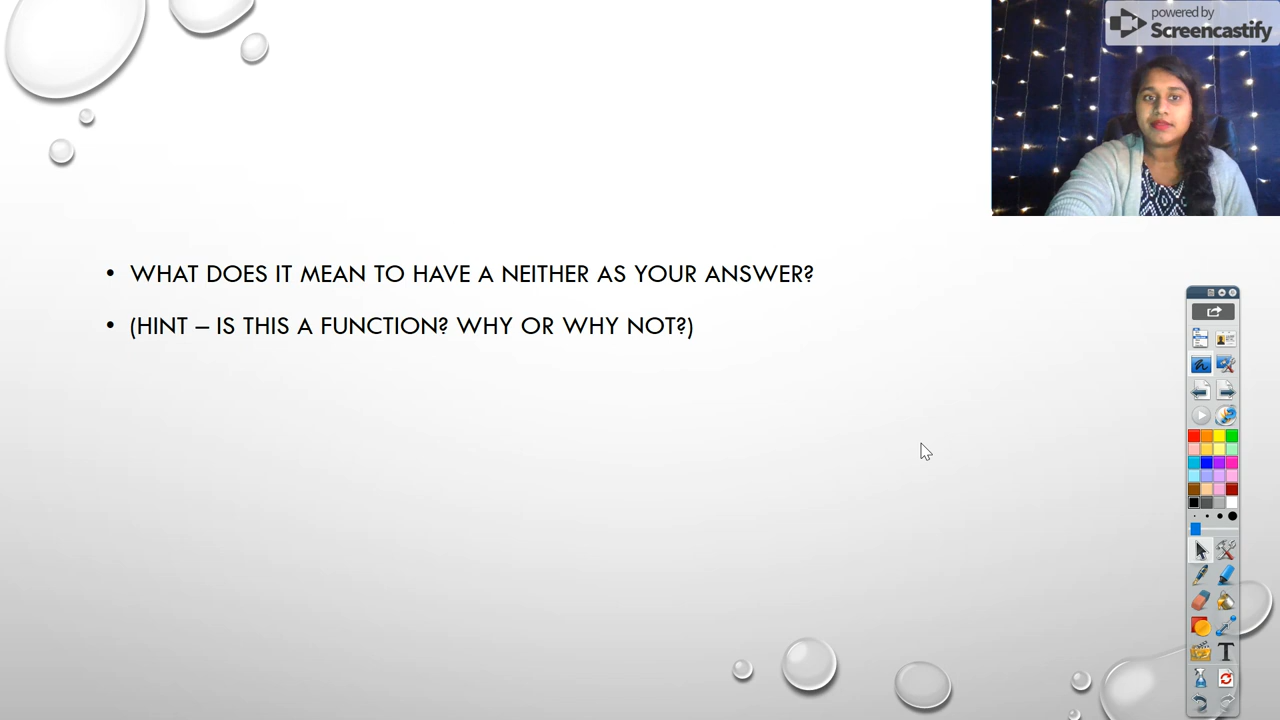 powered by
Screencastify
• WHAT DOES IT MEAN TO HAVE A NEITHER AS YOUR ANSWER?
• (HINT – IS THIS A FUNCTION? WHY OR WHY NOT?)
T